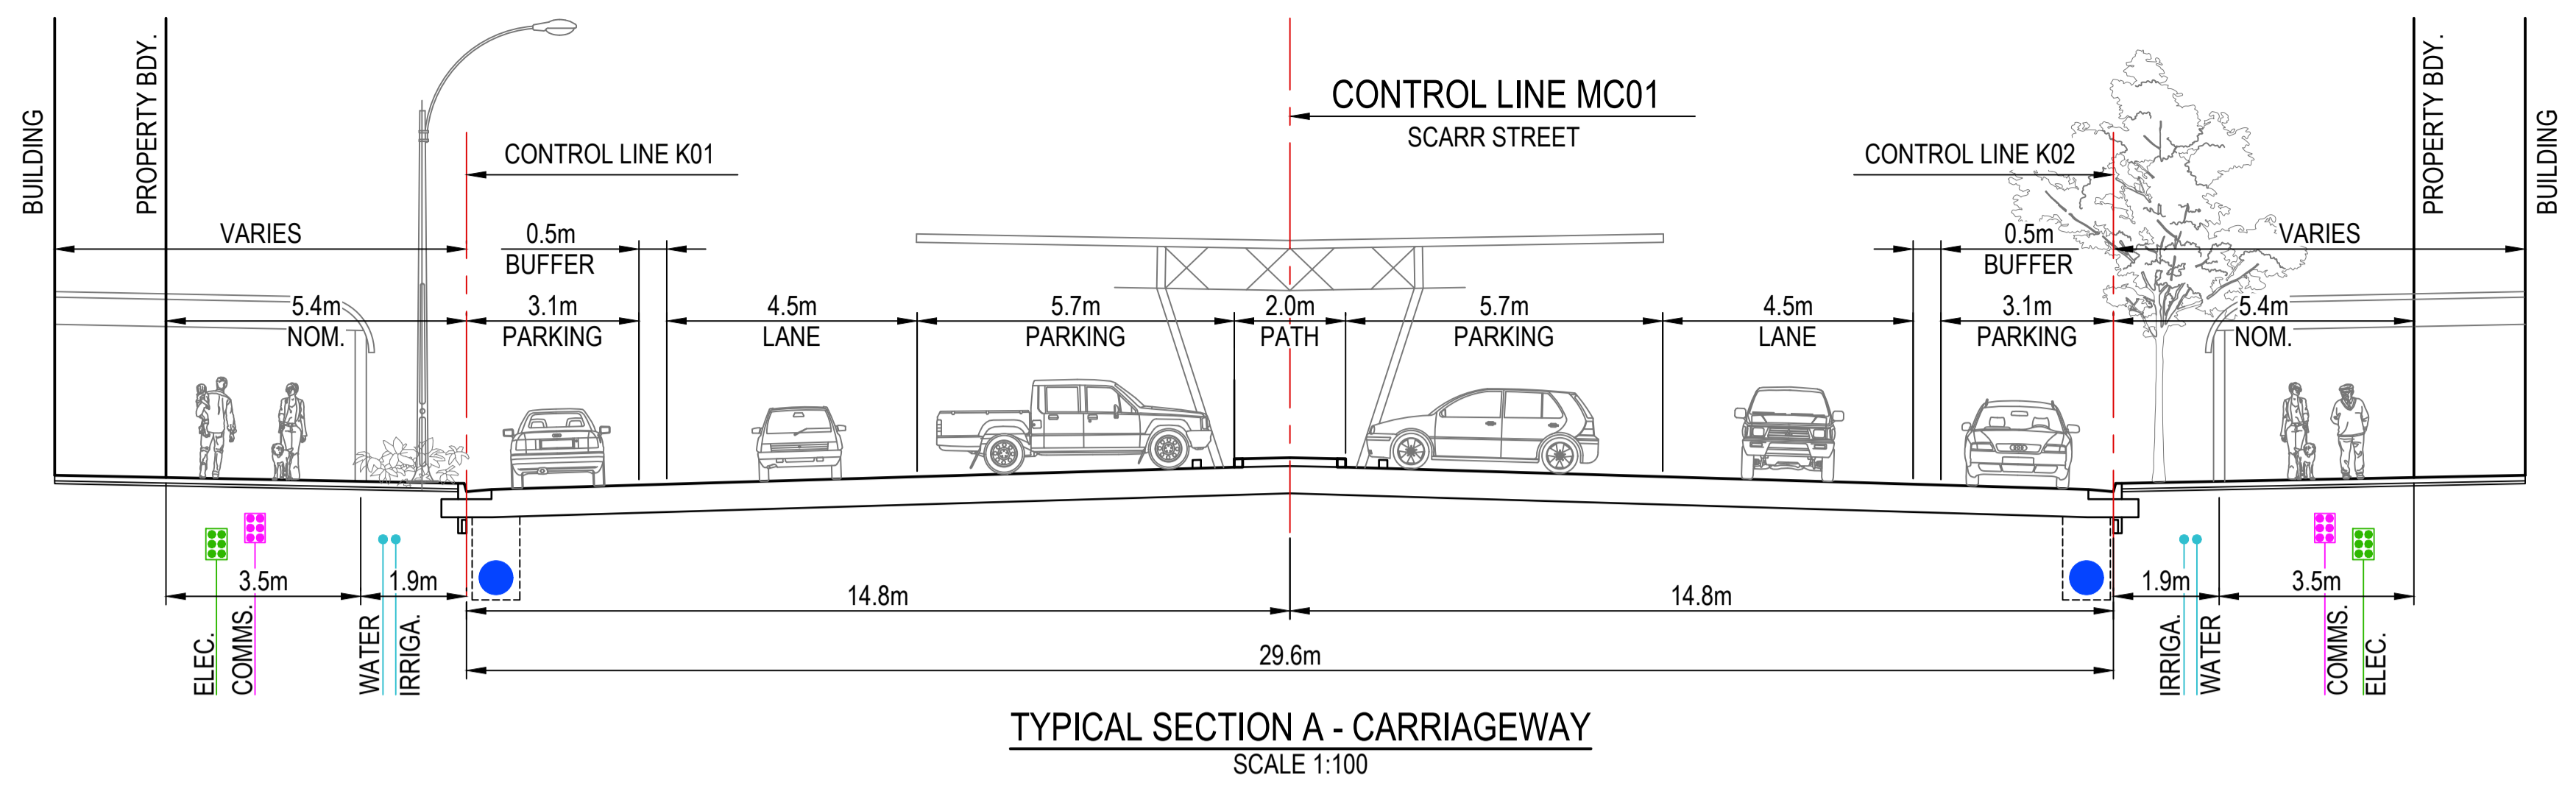 BUILDING
PROPERTY BDY.
CONTROL LINE MC01
SCARR STREET
CONTROL LINE K01
CONTROL LINE K02
PROPERTY BDY.
BUILDING
VARIES
0.5m
BUFFER
0.5m
BUFFER
VARIES
5.4m
NOM.
3.1m
PARKING
4.5m
LANE
5.7m
PARKING
2.0m
PATH
5.7m
PARKING
4.5m
LANE
3.1m
PARKING
5.4m
NOM.
3.5m
1.9m
14.8m
14.8m
1.9m
3.5m
ELEC.
COMMS.
WATER
IRRIGA.
29.6m
IRRIGA.
WATER
COMMS.
ELEC.
TYPICAL SECTION A - CARRIAGEWAY
SCALE 1:100